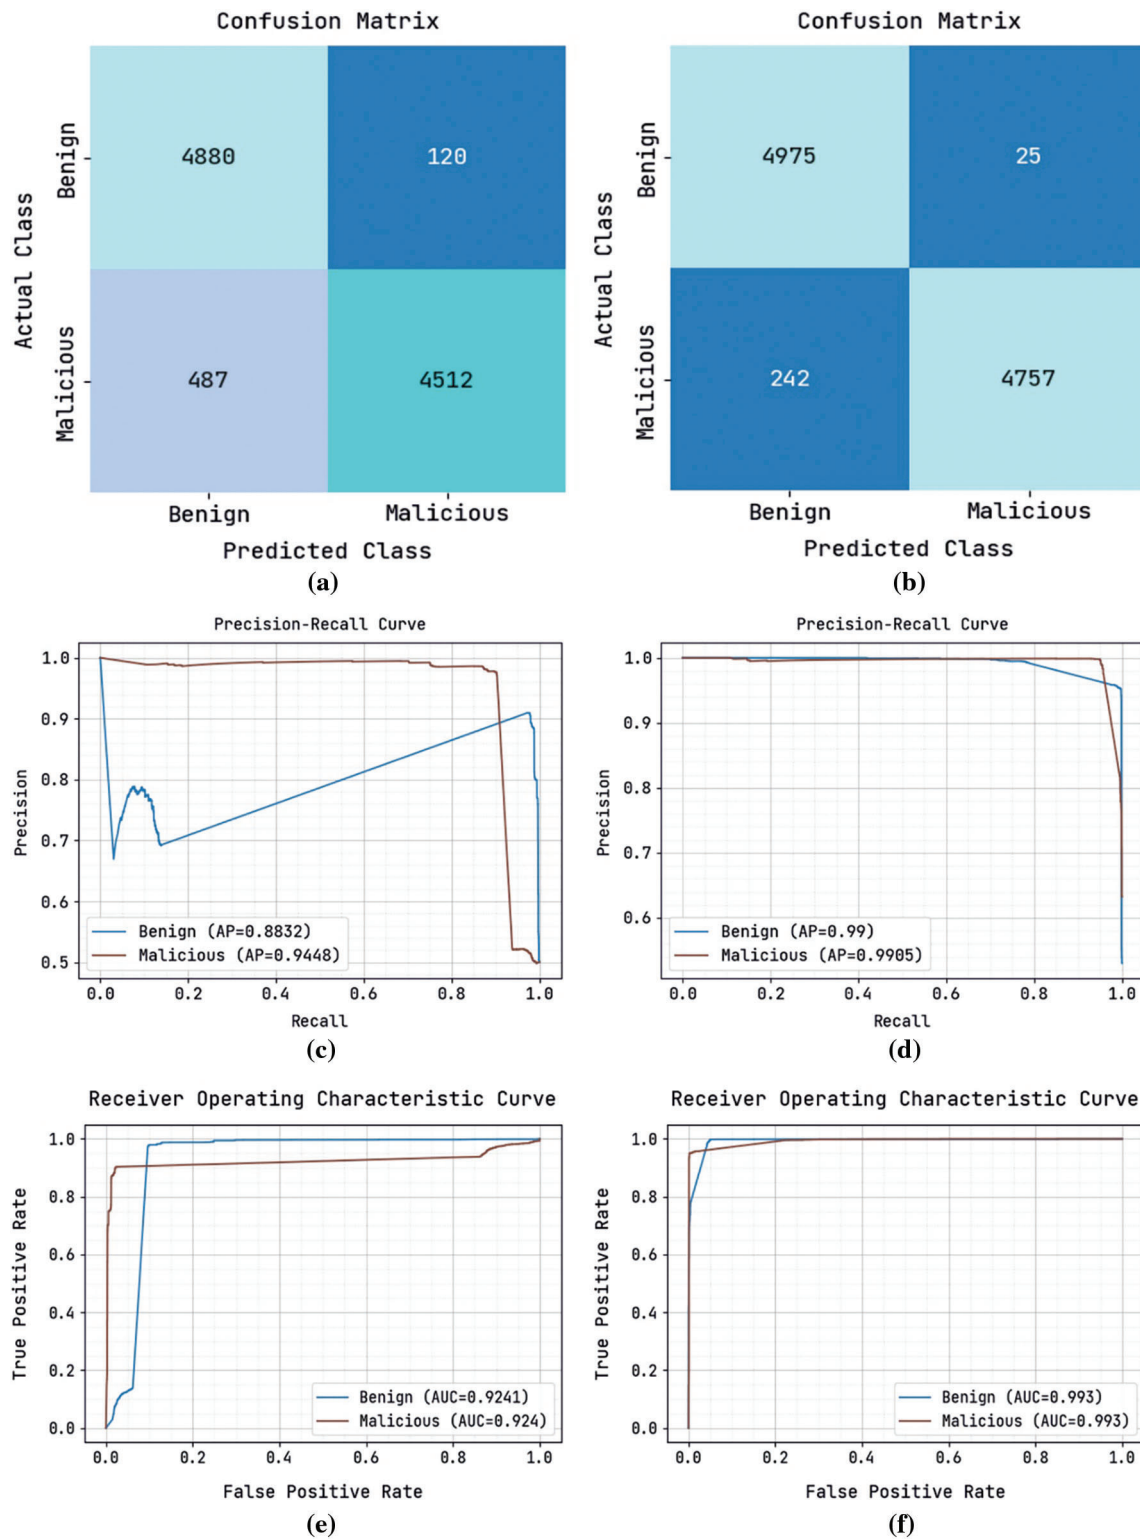 Confusion Matrix
Actual Class
Benign
Malicious
4880
120
487
4512
Benign
Malicious
Predicted Class
(a)
Confusion Matrix
Actual Class
Benign
Malicious
4975
25
242
4757
Benign
Malicious
Predicted Class
(b)
Precision-Recall Curve
Precision
1.0
0.9
0.8
0.7
0.6
0.5
Benign (AP=0.8832)
Malicious (AP=0.9448)
0.0 0.2 0.4 0.6 0.8 1.0
Recall
(c)
Precision-Recall Curve
Precision
1.0
0.9
0.8
0.7
0.6
Benign (AP=0.99)
Malicious (AP=0.9905)
0.0 0.2 0.4 0.6 0.8 1.0
Recall
(d)
Receiver Operating Characteristic Curve
True Positive Rate
1.0
0.8
0.6
0.4
0.2
0.0
Benign (AUC=0.9241)
Malicious (AUC=0.924)
0.0 0.2 0.4 0.6 0.8 1.0
False Positive Rate
(e)
Receiver Operating Characteristic Curve
True Positive Rate
1.0
0.8
0.6
0.4
0.2
0.0
Benign (AUC=0.993)
Malicious (AUC=0.993)
0.0 0.2 0.4 0.6 0.8 1.0
False Positive Rate
(f)